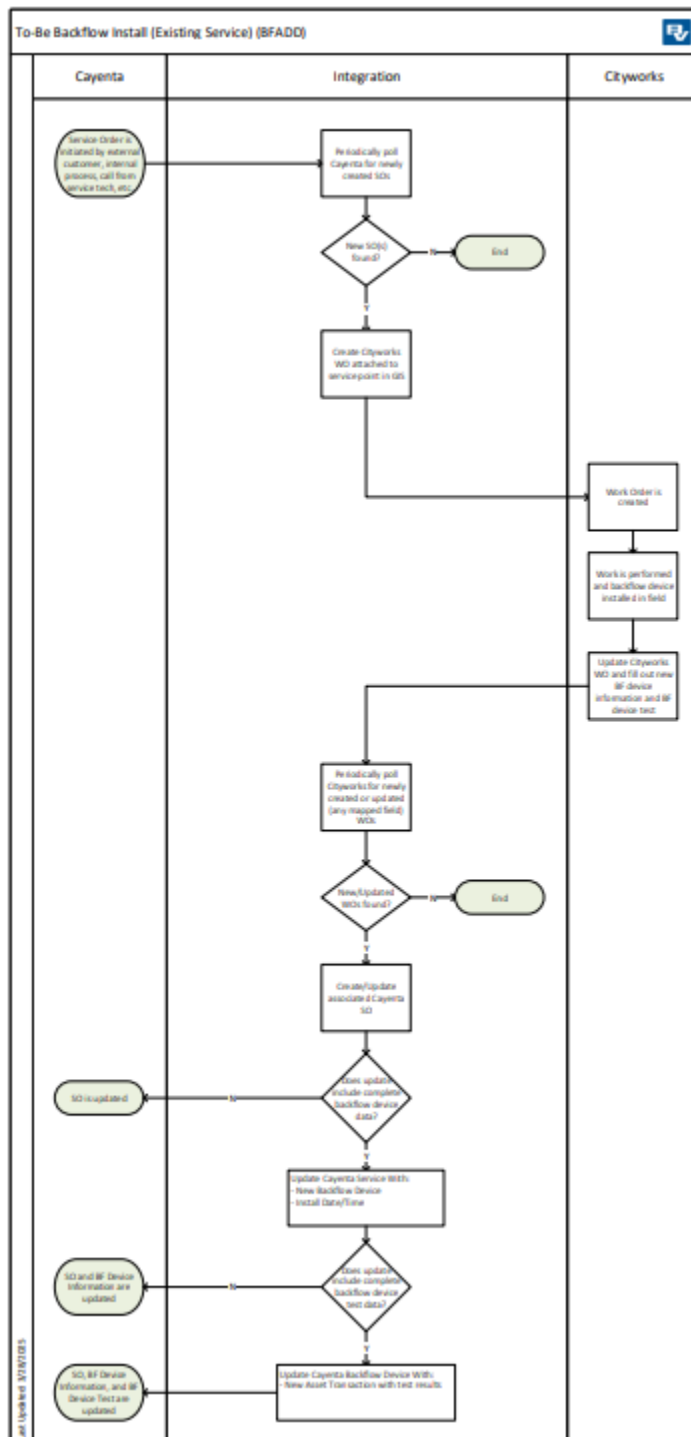 To-Be Backflow Install (Existing Service) (BFADD)
Cayenta
Integration
Cityworks
Service Order is
initiated by external
customer, internal
process, call from
service tech, etc.
Periodically poll
Cayenta for newly
created SOs
New SO(s)
found?
N
End
Y
Create Cityworks
WO attached to
servicepoint in GIS
Work Order is
created
Work is performed
and backflow device
installed in field
Update Cityworks
WO and fill out new
BF device
information and BF
device test
Periodically poll
Cityworks for newly
created or updated
(any mapped field)
WOs
New/Updated
WOs found?
N
End
Y
Create/Update
associated Cayenta
SO
Does update
include complete
backflow device
data?
N
SO is updated
Y
Update Cayenta Service With:
- New Backflow Device
- Install Date/Time
Does update
include complete
backflow device
test data?
N
SO and BF Device
Information are
updated
Y
Update Cayenta Backflow Device With:
- New Asset Transaction with test results
SO, BF Device
Information, and BF
Device Test are
updated
Updated